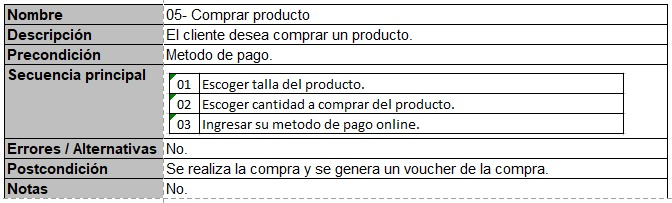 Nombre 05- Comprar producto
Descripción El cliente desea comprar un producto.
Precondición Metodo de pago.
Secuencia principal
01 Escoger talla del producto.
02 Escoger cantidad a comprar del producto.
03 Ingresar su metodo de pago online.
Errores / Alternativas No.
Postcondición Se realiza la compra y se genera un voucher de la compra.
Notas No.